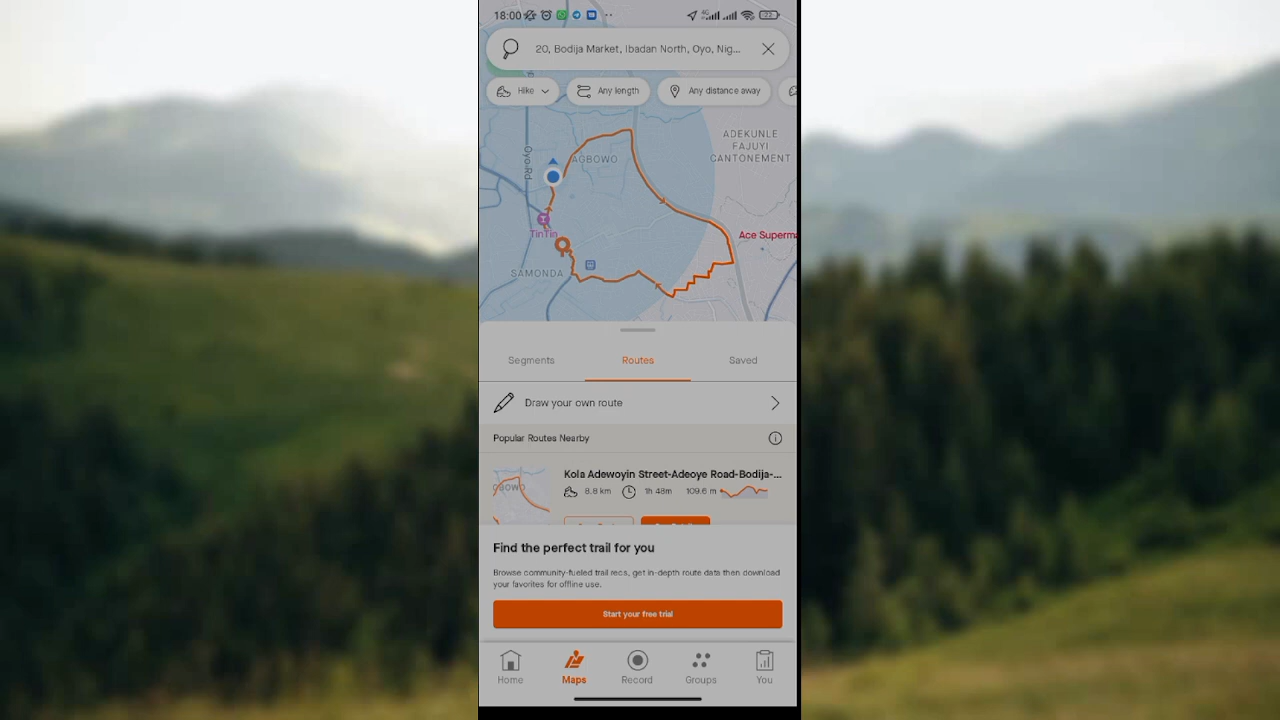 18:00
20, Bodija Market, Ibadan North, Oyo, Nig...
Hike
Any length
Any distance away
ADEKUNLE
FAJUYI
CANTONEMENT
AGBOWO
Oyo Rd
TinTin
Ace Superma
SAMONDA
Segments
Routes
Saved
Draw your own route
Popular Routes Nearby
Kola Adewoyin Street-Adeoye Road-Bodija-...
GBOWO
8.8 km
1h 48m
109.6 m
Find the perfect trail for you
Browse community-fueled trail recs, get in-depth route data then download
your favorites for offline use.
Start your free trial
Home
Maps
Record
Groups
You